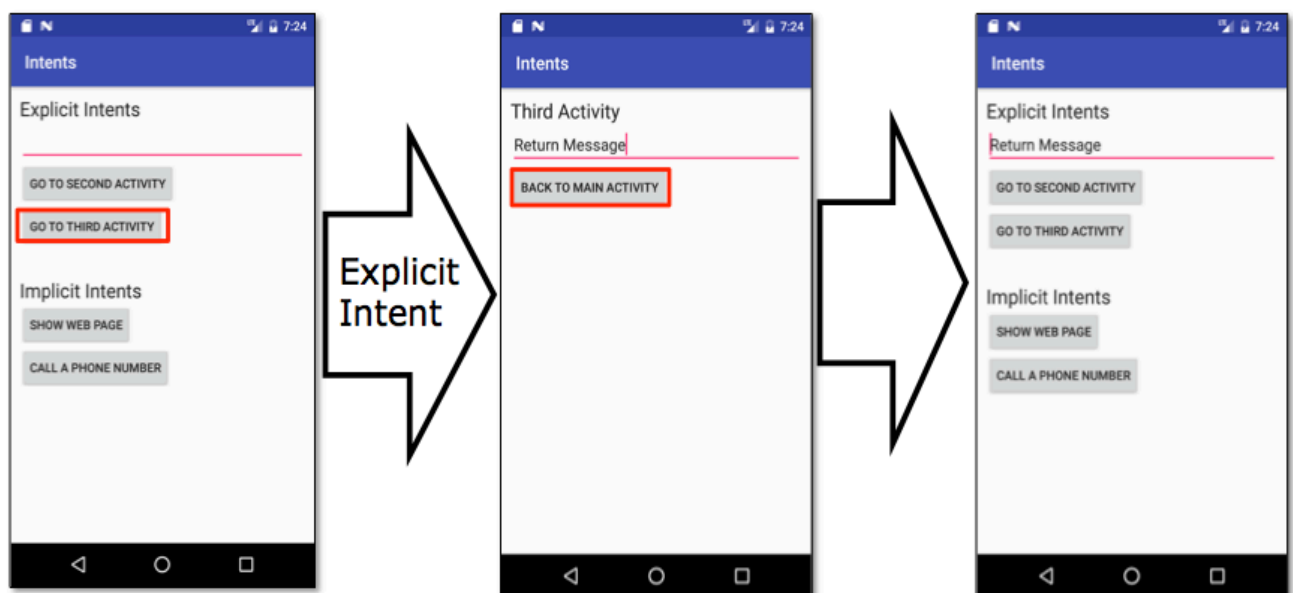 7:24
Intents
Explicit Intents
GO TO SECOND ACTIVITY
GO TO THIRD ACTIVITY
Implicit Intents
SHOW WEB PAGE
CALL A PHONE NUMBER
Explicit
Intent
7:24
Intents
Third Activity
Return Message
BACK TO MAIN ACTIVITY
7:24
Intents
Explicit Intents
Return Message
GO TO SECOND ACTIVITY
GO TO THIRD ACTIVITY
Implicit Intents
SHOW WEB PAGE
CALL A PHONE NUMBER